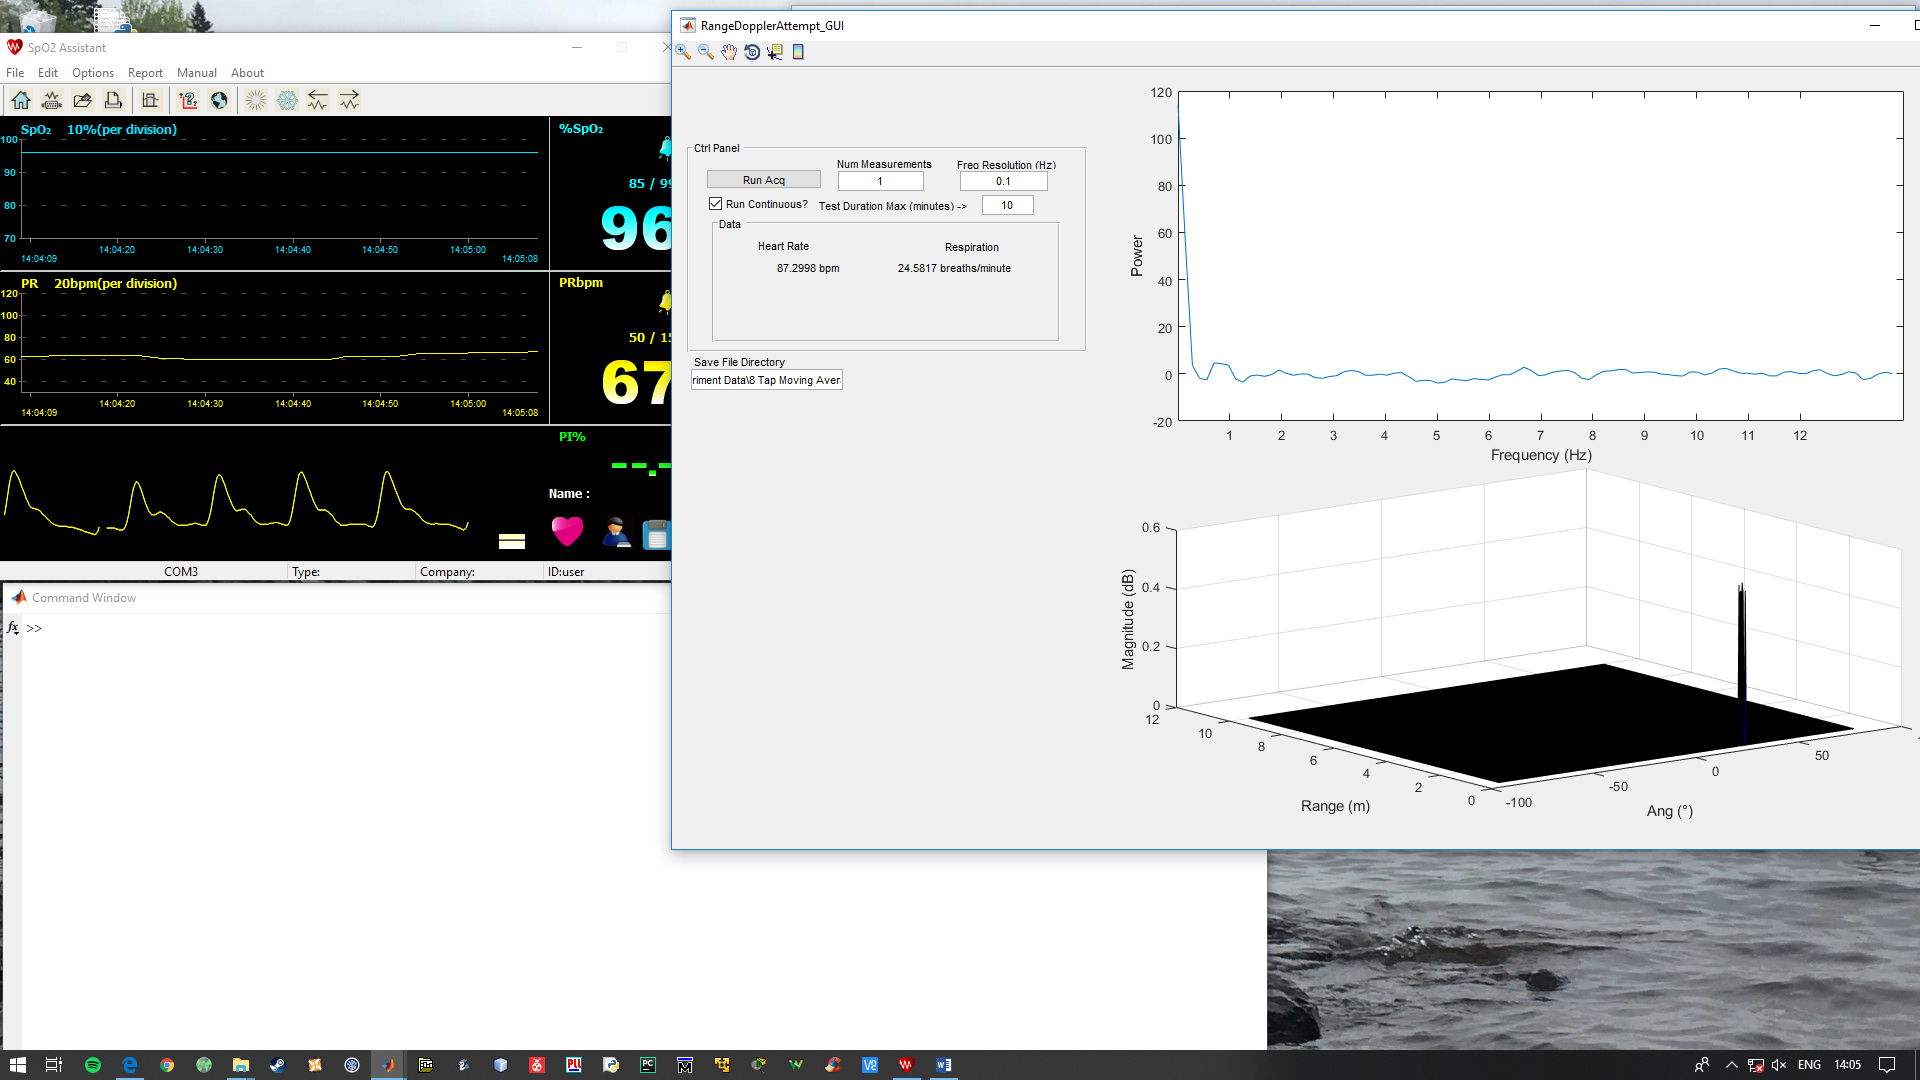 SpO2 Assistant
File Edit Options Report Manual About
SpO₂ 10%(per division)
100
90
80
70
14:04:20 14:04:30 14:04:40 14:04:50 14:05:00
14:04:09 14:05:08
%SpO₂
85 / 99
96
PR 20bpm(per division)
120
100
80
60
40
14:04:20 14:04:30 14:04:40 14:04:50 14:05:00
14:04:09 14:05:08
PRbpm
50 / 15
67
PI%
--.-
Name :
COM3 Type: Company: ID:user
Command Window
fx >>
RangeDopplerAttempt_GUI
Ctrl Panel
Num Measurements Freq Resolution (Hz)
Run Acq 1 0.1
Run Continuous? Test Duration Max (minutes) -> 10
Data
Heart Rate Respiration
87.2998 bpm 24.5817 breaths/minute
Save File Directory
riment Data\8 Tap Moving Aver
120
100
80
60
40
20
0
-20
Power
1 2 3 4 5 6 7 8 9 10 11 12
Frequency (Hz)
0.6
0.4
0.2
0
Magnitude (dB)
12 10 8 6 4 2 0
Range (m)
-100 -50 0 50
Ang (°)
ENG 14:05